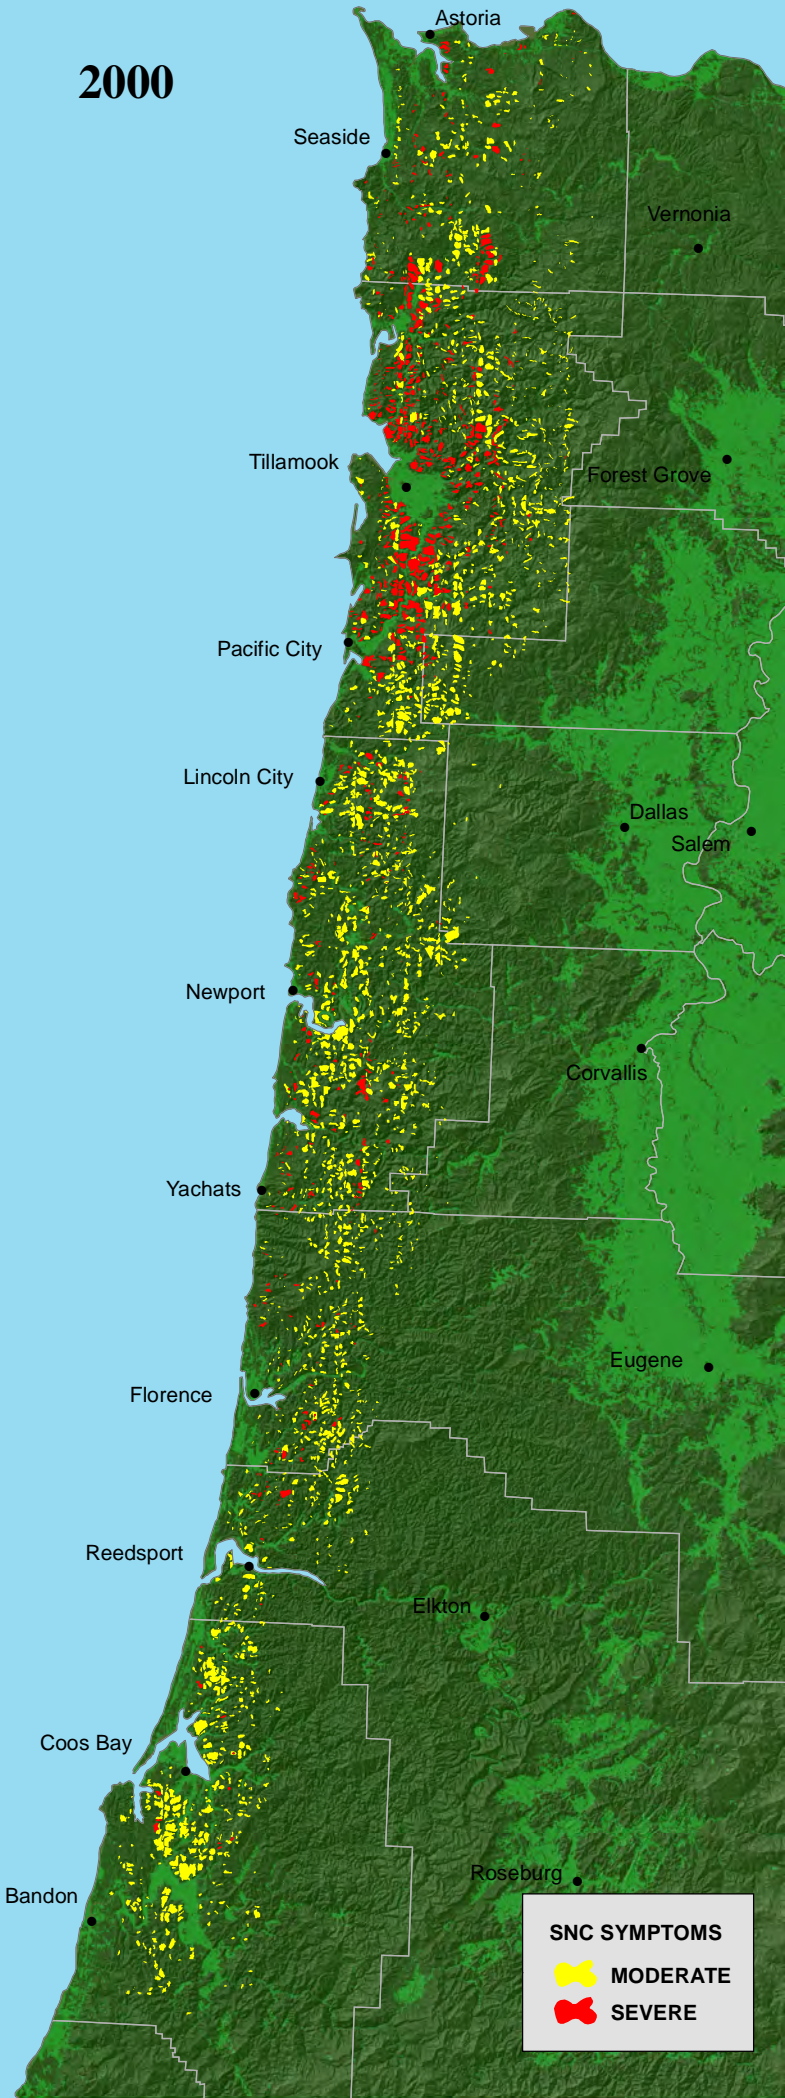 Astoria
2000
Seaside
Vernonia
Tillamook
Forest Grove
Pacific City
Lincoln City
Dallas
Salem
Newport
Corvallis
Yachats
Eugene
Florence
Reedsport
Elkton
Coos Bay
Roseburg
Bandon
SNC SYMPTOMS
MODERATE
SEVERE